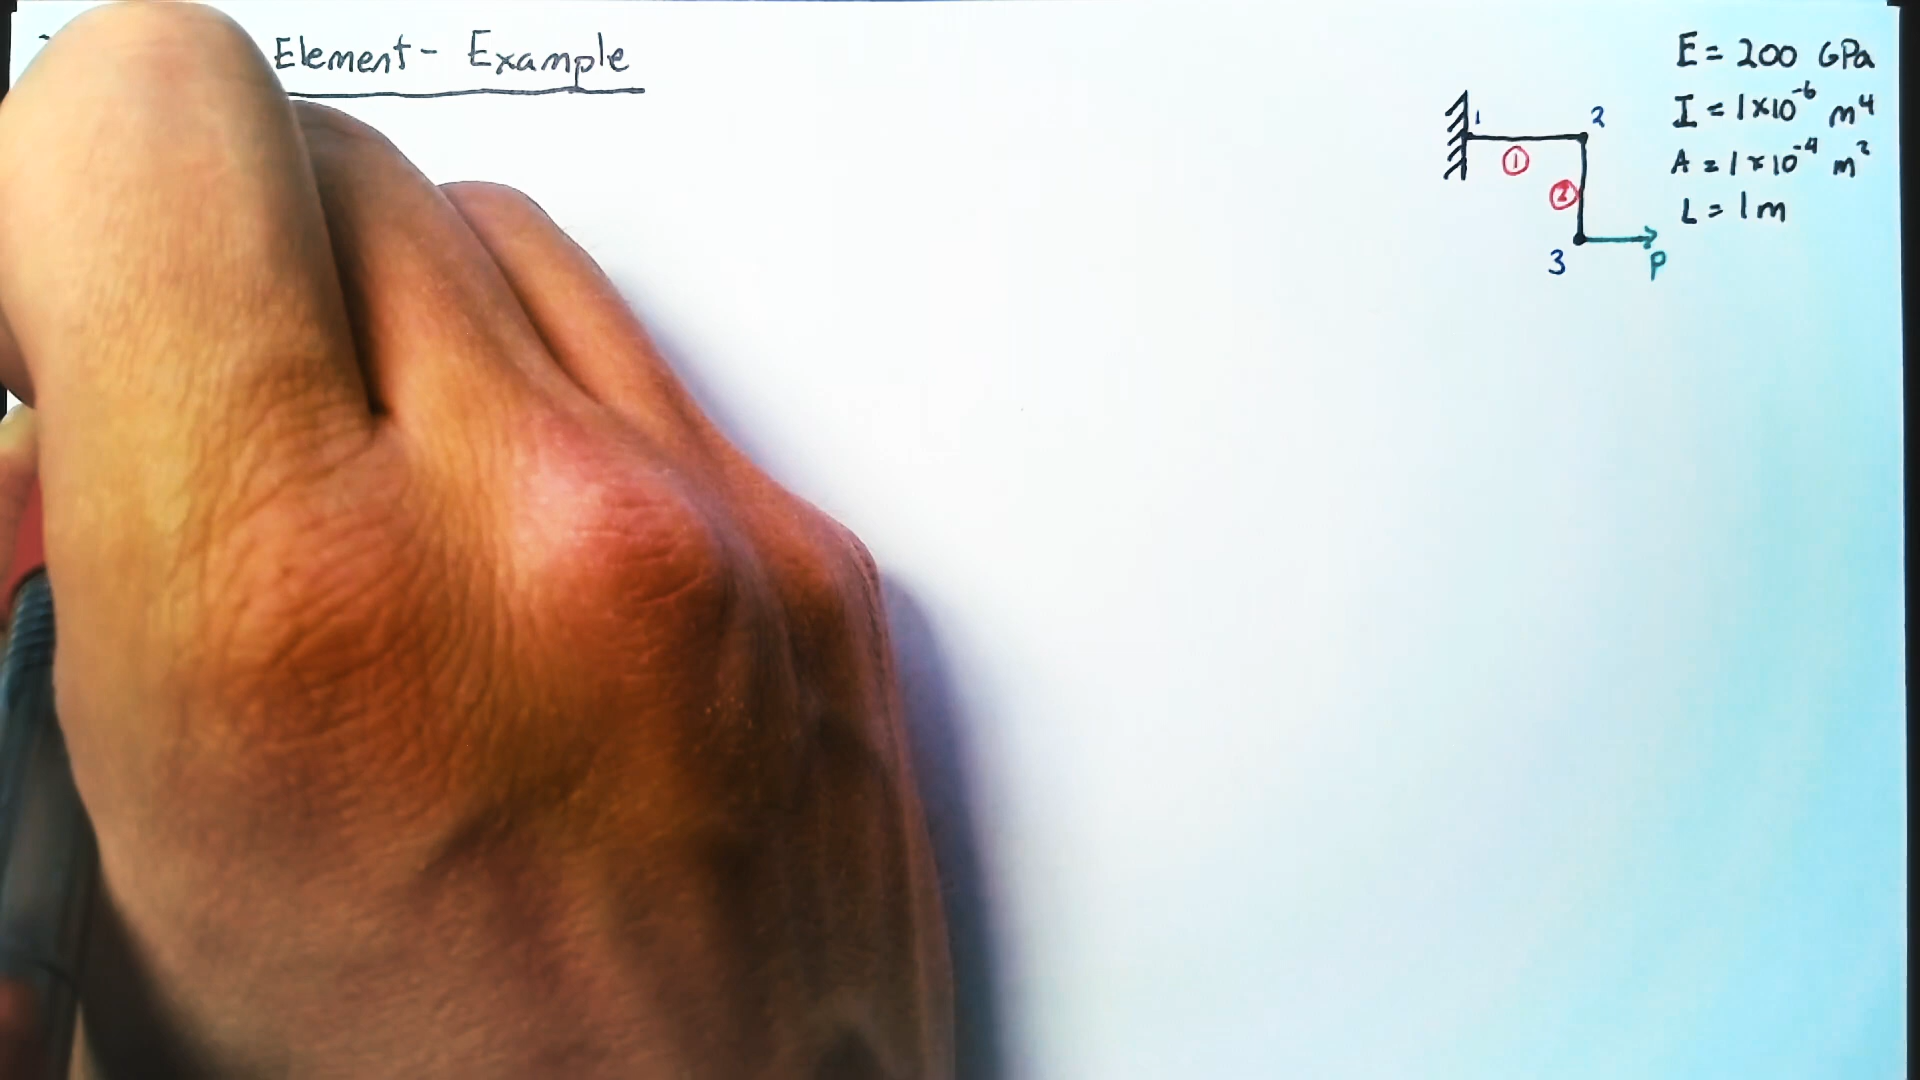 Element - Example
E = 200 GPa
I = 1×10⁻⁶ m⁴
A = 1×10⁻⁴ m²
L = 1m
1
2
①
②
3
P